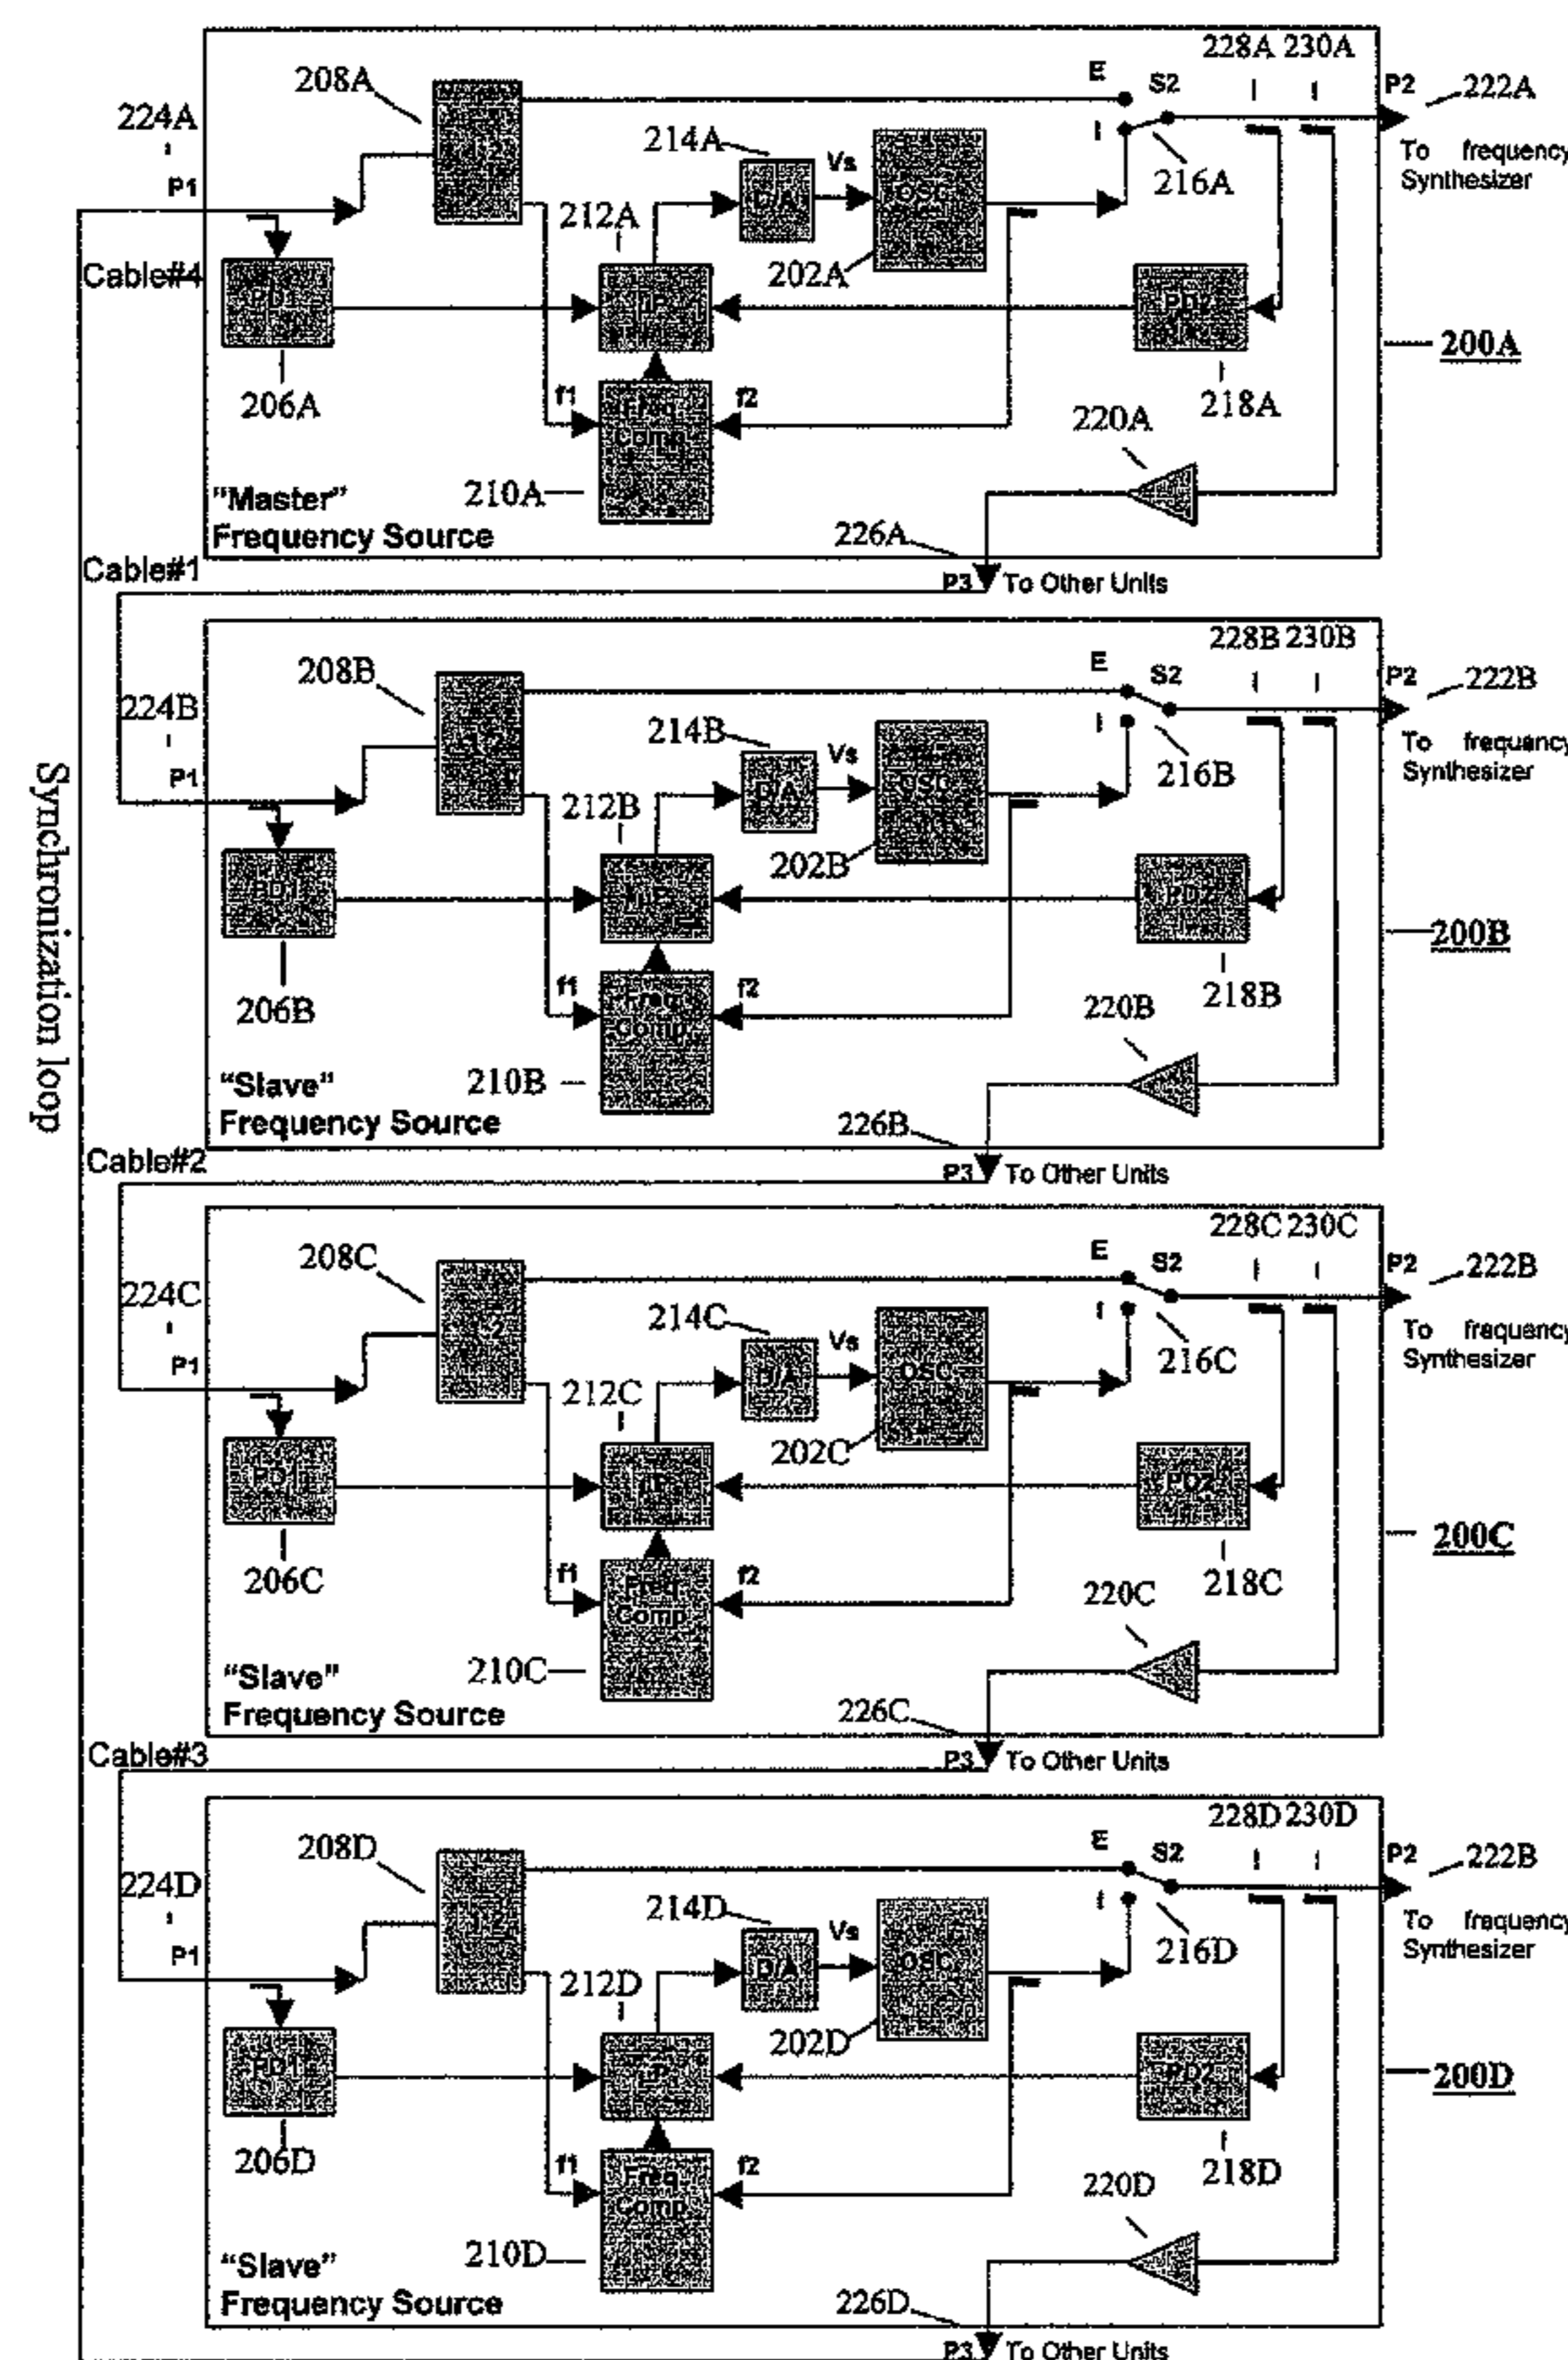 228A 230A
208A
E
S2
P2
222A
224A
214A
Vs
OSC
I
To frequency
Synthesizer
P1
216A
212A
D/A
202A
Cable#4
PD1
µP
PD2
200A
206A
f1
Freq
Comp
f2
218A
220A
210A
"Master"
Frequency Source
226A
Cable#1
P3
To Other Units
228B 230B
208B
E
S2
P2
222B
224B
214B
Vs
OSC
I
To frequency
Synthesizer
P1
216B
212B
D/A
202B
PD1
µP
PD2
200B
206B
f1
Freq
Comp
f2
218B
220B
210B
"Slave"
Frequency Source
226B
Synchronization loop
Cable#2
P3
To Other Units
228C 230C
208C
E
S2
P2
222B
224C
214C
Vs
OSC
I
To frequency
Synthesizer
P1
216C
212C
D/A
202C
PD1
µP
PD2
200C
206C
f1
Freq
Comp
f2
218C
220C
210C
"Slave"
Frequency Source
226C
Cable#3
P3
To Other Units
228D 230D
208D
E
S2
P2
222B
224D
214D
Vs
OSC
I
To frequency
Synthesizer
P1
216D
212D
D/A
202D
PD1
µP
PD2
200D
206D
f1
Freq
Comp
f2
218D
220D
210D
"Slave"
Frequency Source
226D
P3
To Other Units